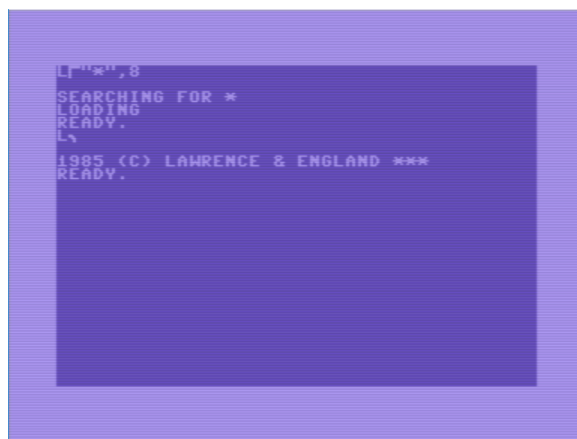 L┌"*",8
SEARCHING FOR *
LOADING
READY.
L╮
1985 (C) LAWRENCE & ENGLAND ***
READY.